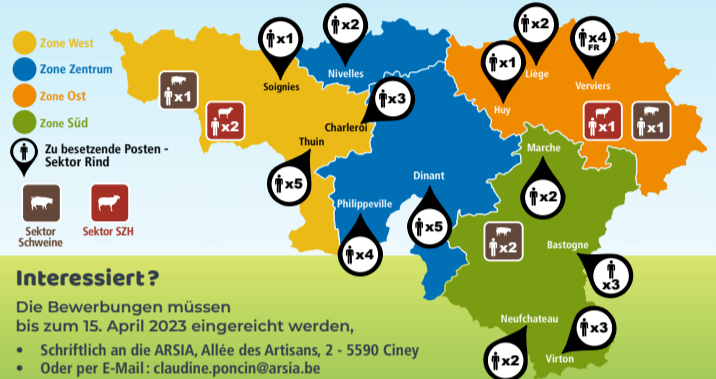 Zone West
Zone Zentrum
Zone Ost
Zone Süd
Zu besetzende Posten -
Sektor Rind
Sektor
Schweine
Sektor SZH
x1
Soignies
x2
Nivelles
x1
x2
Charleroi
x3
Thuin
x5
Philippeville
x4
Dinant
x5
x1
Huy
x2
Liège
x4
FR
Verviers
x1
x1
Marche
x2
x2
Bastogne
x3
Neufchateau
x2
Virton
x3
Interessiert?
Die Bewerbungen müssen
bis zum 15. April 2023 eingereicht werden,
• Schriftlich an die ARSIA, Allée des Artisans, 2 - 5590 Ciney
• Oder per E-Mail : claudine.poncin@arsia.be